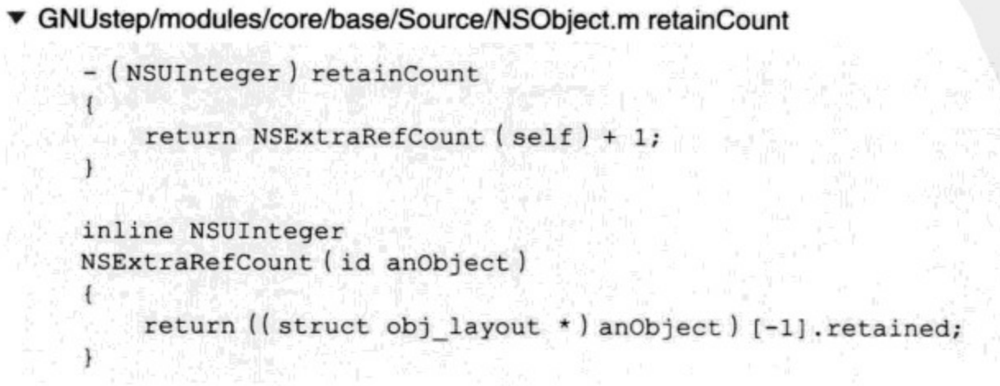 ▼ GNUstep/modules/core/base/Source/NSObject.m retainCount
- (NSUInteger) retainCount
{
    return NSExtraRefCount (self) + 1;
}

inline NSUInteger
NSExtraRefCount (id anObject)
{
    return ((struct obj_layout *) anObject) [-1].retained;
}